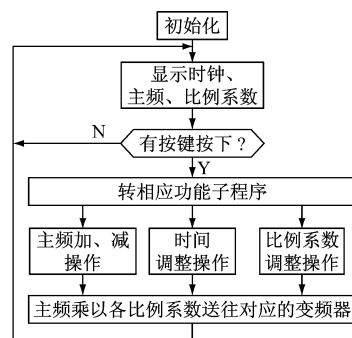 初始化
显示时钟、
主频、比例系数
N
有按键按下？
Y
转相应功能子程序
主频加、减
操作
时间
调整操作
比例系数
调整操作
主频乘以各比例系数送往对应的变频器